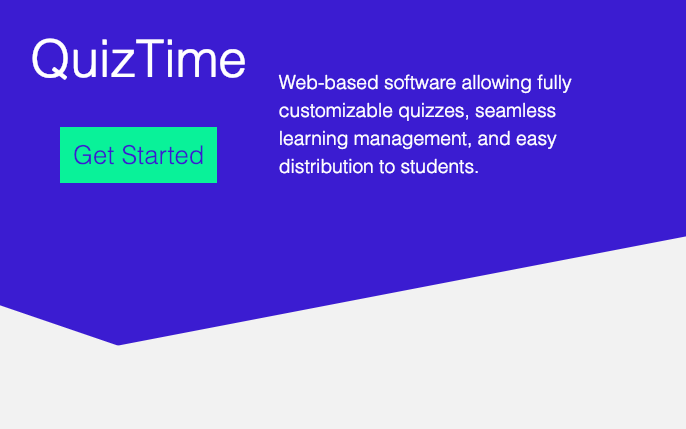 QuizTime
Get Started
Web-based software allowing fully
customizable quizzes, seamless
learning management, and easy
distribution to students.